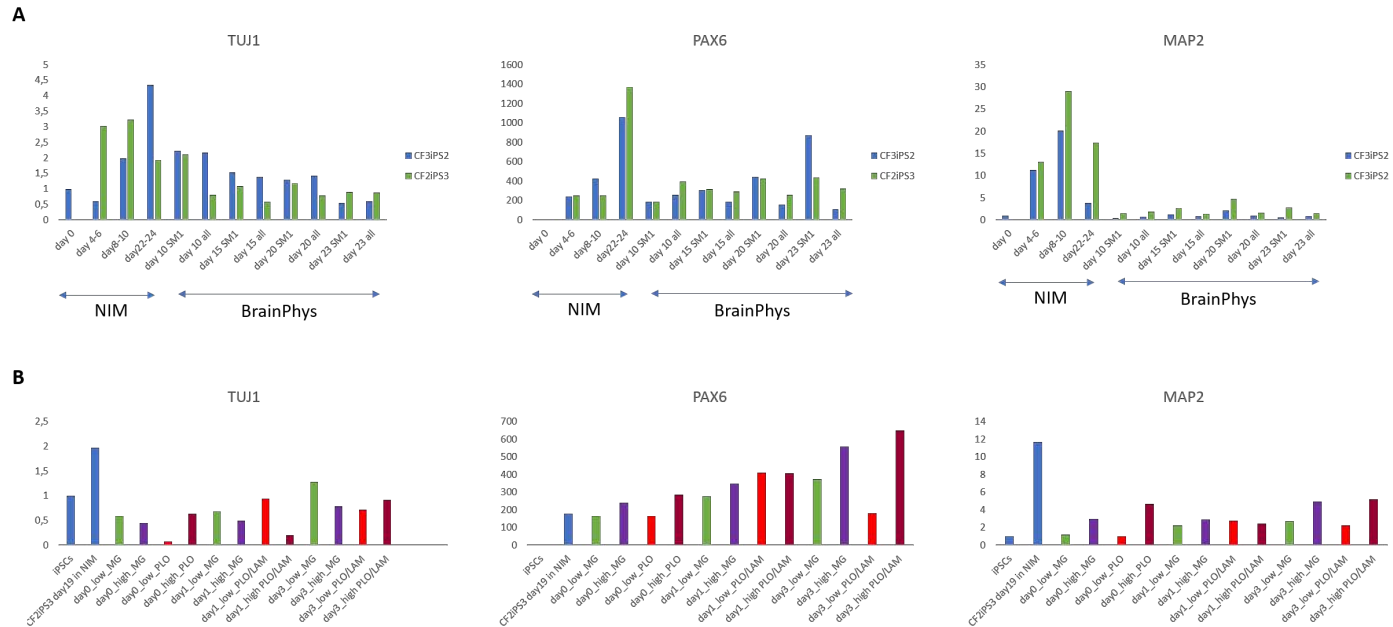 A
TUJ1
5
4,5
4
3,5
3
2,5
2
1,5
1
0,5
0
day 0
day 4-6
day8-10
day22-24
day 10 SM1
day 10 all
day 15 SM1
day 15 all
day 20 SM1
day 20 all
day 23 SM1
day 23 all
CF3iPS2
CF2iPS3
NIM
BrainPhys
PAX6
1600
1400
1200
1000
800
600
400
200
0
day 0
day 4-6
day8-10
day22-24
day 10 SM1
day 10 all
day 15 SM1
day 15 all
day 20 SM1
day 20 all
day 23 SM1
day 23 all
CF3iPS2
CF2iPS3
NIM
BrainPhys
MAP2
35
30
25
20
15
10
5
0
day 0
day 4-6
day8-10
day22-24
day 10 SM1
day 10 all
day 15 SM1
day 15 all
day 20 SM1
day 20 all
day 23 SM1
day 23 all
CF3iPS2
CF3iPS2
NIM
BrainPhys
B
TUJ1
2,5
2
1,5
1
0,5
0
iPSCs
CF2iPS3 day19 in NIM
day0_low_MG
day0_high_MG
day0_low_PLO
day0_high_PLO
day1_low_MG
day1_high_MG
day1_low_PLO/LAM
day1_high PLO/LAM
day3_low_MG
day3_high_MG
day3_low_PLO/LAM
day3_high PLO/LAM
PAX6
700
600
500
400
300
200
100
0
iPSCs
CF2iPS3 day19 in NIM
day0_low_MG
day0_high_MG
day0_low_PLO
day0_high_PLO
day1_low_MG
day1_high_MG
day1_low_PLO/LAM
day1_high PLO/LAM
day3_low_MG
day3_high_MG
day3_low_PLO/LAM
day3_high PLO/LAM
MAP2
14
12
10
8
6
4
2
0
iPSCs
CF2iPS3 day19 in NIM
day0_low_MG
day0_high_MG
day0_low_PLO
day0_high_PLO
day1_low_MG
day1_high_MG
day1_low_PLO/LAM
day1_high PLO/LAM
day3_low_MG
day3_high_MG
day3_low_PLO/LAM
day3_high PLO/LAM